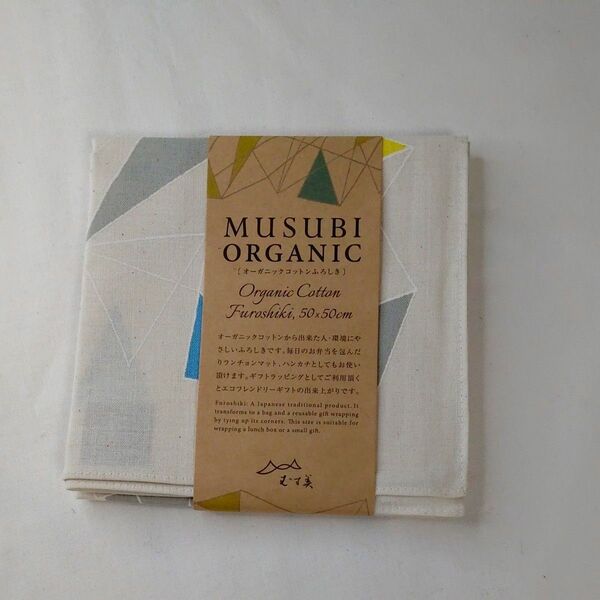 MUSUBI
ORGANIC
[ オーガニックコットンふろしき ]
Organic Cotton
Furoshiki, 50×50cm
オーガニックコットンから出来た人・環境にや
さしいふろしきです。毎日のお弁当を包んだ
りランチョンマット、ハンカチとしてもお使い
頂けます。ギフトラッピングとしてご利用頂く
とエコフレンドリーギフトの出来上がりです。
Furoshiki: A Japanese traditional product. It
transforms to a bag and a reusable gift wrapping
by tying up its corners. This size is suitable for
wrapping a lunch box or a small gift.
むす美